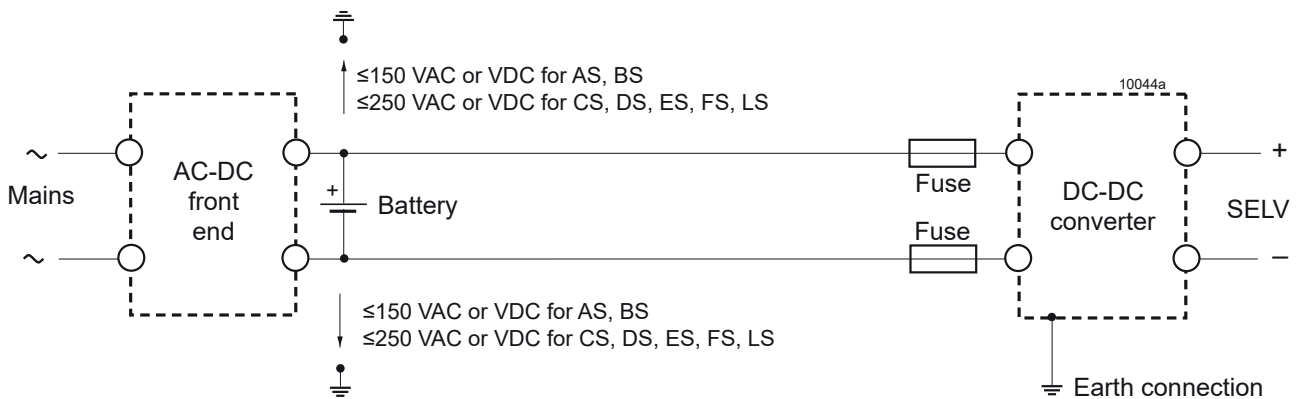 ≤150 VAC or VDC for AS, BS
≤250 VAC or VDC for CS, DS, ES, FS, LS
10044a
~
Mains
~
AC-DC
front
end
+
Battery
Fuse
Fuse
DC-DC
converter
+
SELV
–
≤150 VAC or VDC for AS, BS
≤250 VAC or VDC for CS, DS, ES, FS, LS
Earth connection